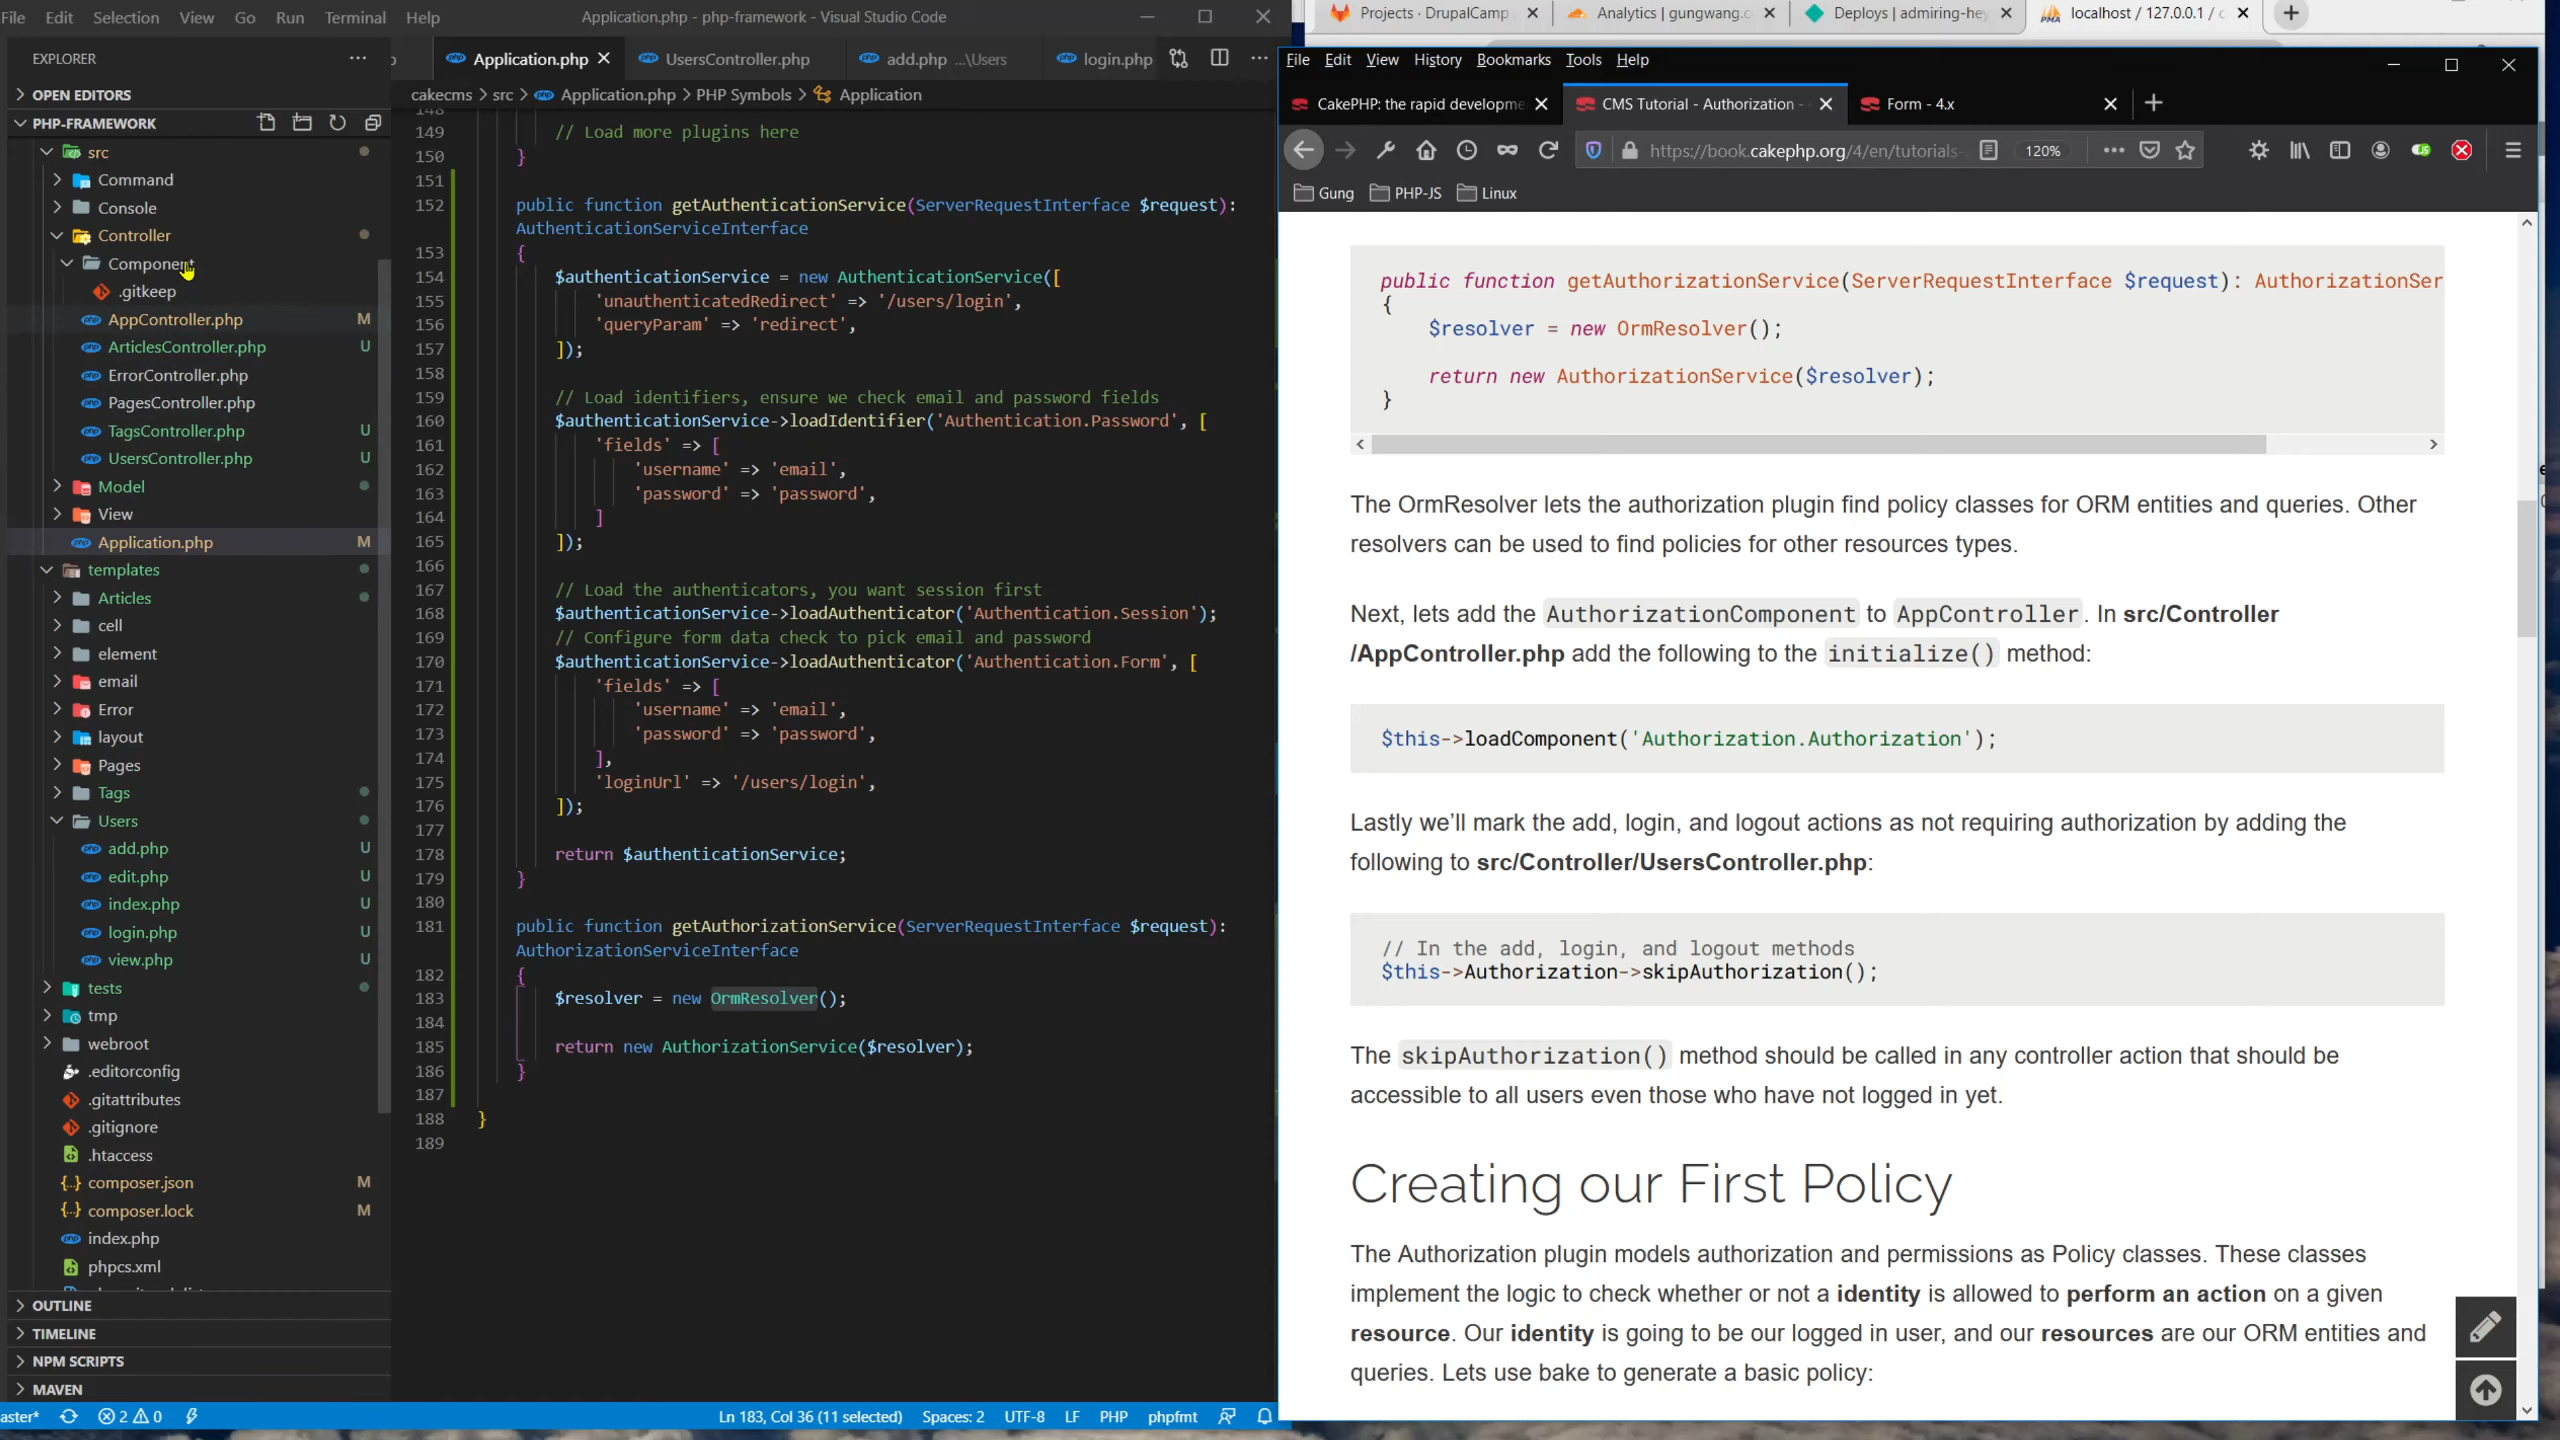 File Edit Selection View Go Run Terminal Help
Application.php - php-framework - Visual Studio Code
EXPLORER
OPEN EDITORS
PHP-FRAMEWORK
src
Command
Console
Controller
Component
.gitkeep
AppController.php M
ArticlesController.php U
ErrorController.php
PagesController.php
TagsController.php U
UsersController.php U
Model
View
Application.php M
templates
Articles
cell
element
email
Error
layout
Pages
Tags
Users
add.php U
edit.php U
index.php U
login.php U
view.php U
tests
tmp
webroot
.editorconfig
.gitattributes
.gitignore
.htaccess
composer.json M
composer.lock M
index.php
phpcs.xml
OUTLINE
TIMELINE
NPM SCRIPTS
MAVEN
Application.php UsersController.php add.php ...\Users login.php
cakecms > src > Application.php > PHP Symbols > Application
148
149 // Load more plugins here
150 }
151
152 public function getAuthenticationService(ServerRequestInterface $request):
AuthenticationServiceInterface
153 {
154 $authenticationService = new AuthenticationService([
155 'unauthenticatedRedirect' => '/users/login',
156 'queryParam' => 'redirect',
157 ]);
158
159 // Load identifiers, ensure we check email and password fields
160 $authenticationService->loadIdentifier('Authentication.Password', [
161 'fields' => [
162 'username' => 'email',
163 'password' => 'password',
164 ]
165 ]);
166
167 // Load the authenticators, you want session first
168 $authenticationService->loadAuthenticator('Authentication.Session');
169 // Configure form data check to pick email and password
170 $authenticationService->loadAuthenticator('Authentication.Form', [
171 'fields' => [
172 'username' => 'email',
173 'password' => 'password',
174 ],
175 'loginUrl' => '/users/login',
176 ]);
177
178 return $authenticationService;
179 }
180
181 public function getAuthorizationService(ServerRequestInterface $request):
AuthorizationServiceInterface
182 {
183 $resolver = new OrmResolver();
184
185 return new AuthorizationService($resolver);
186 }
187
188 }
189
aster* 2 0 Ln 183, Col 36 (11 selected) Spaces: 2 UTF-8 LF PHP phpfmt
Projects · DrupalCamp Analytics | gungwang.c Deploys | admiring-hey localhost / 127.0.0.1 / c
File Edit View History Bookmarks Tools Help
CakePHP: the rapid developme CMS Tutorial - Authorization - Form - 4.x
https://book.cakephp.org/4/en/tutorials- 120%
Gung PHP-JS Linux
public function getAuthorizationService(ServerRequestInterface $request): AuthorizationSer
{
$resolver = new OrmResolver();
return new AuthorizationService($resolver);
}
The OrmResolver lets the authorization plugin find policy classes for ORM entities and queries. Other
resolvers can be used to find policies for other resources types.
Next, lets add the AuthorizationComponent to AppController. In src/Controller
/AppController.php add the following to the initialize() method:
$this->loadComponent('Authorization.Authorization');
Lastly we’ll mark the add, login, and logout actions as not requiring authorization by adding the
following to src/Controller/UsersController.php:
// In the add, login, and logout methods
$this->Authorization->skipAuthorization();
The skipAuthorization() method should be called in any controller action that should be
accessible to all users even those who have not logged in yet.
Creating our First Policy
The Authorization plugin models authorization and permissions as Policy classes. These classes
implement the logic to check whether or not a identity is allowed to perform an action on a given
resource. Our identity is going to be our logged in user, and our resources are our ORM entities and
queries. Lets use bake to generate a basic policy: